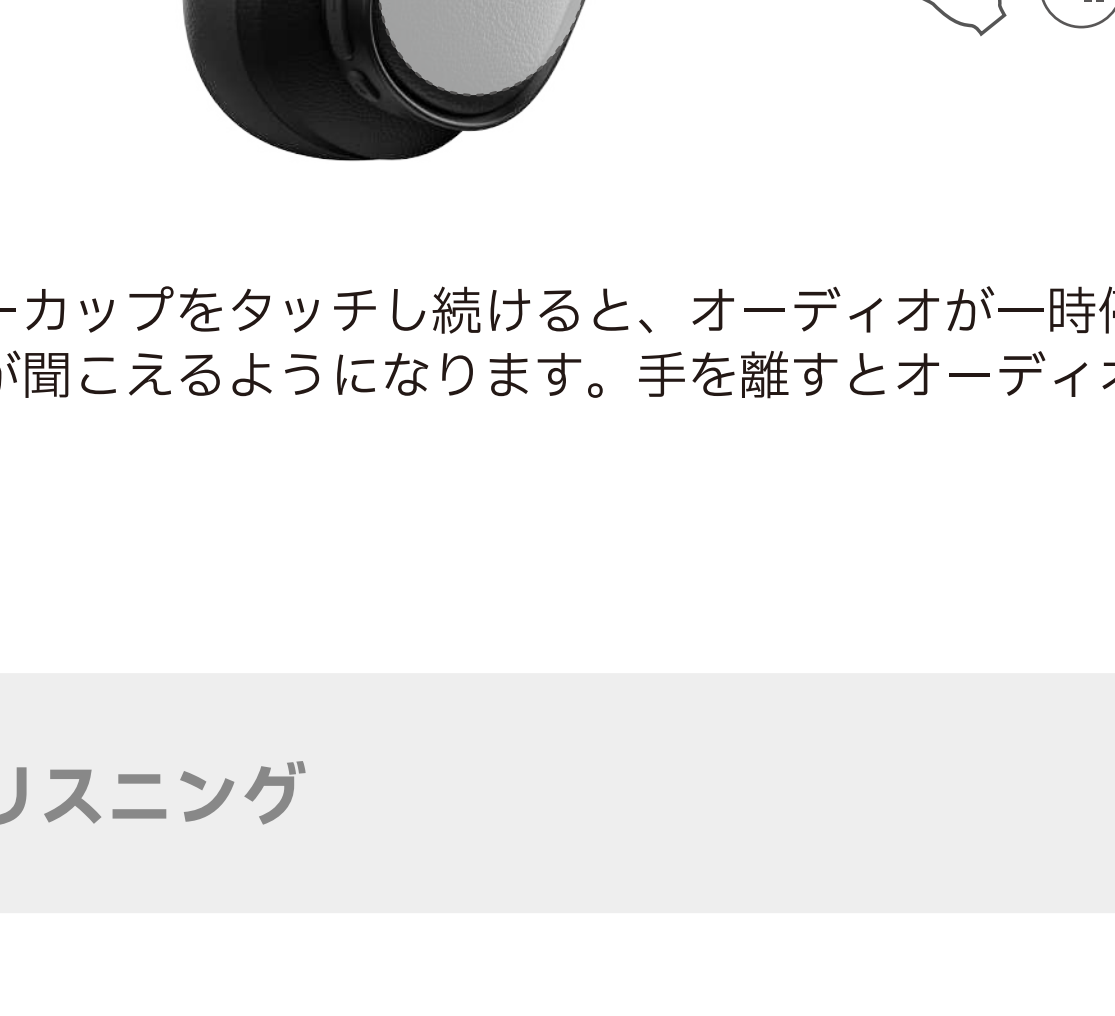 ーカップをタッチし続けると、オーディオが一時停
が聞こえるようになります。手を離すとオーディオ
リスニング